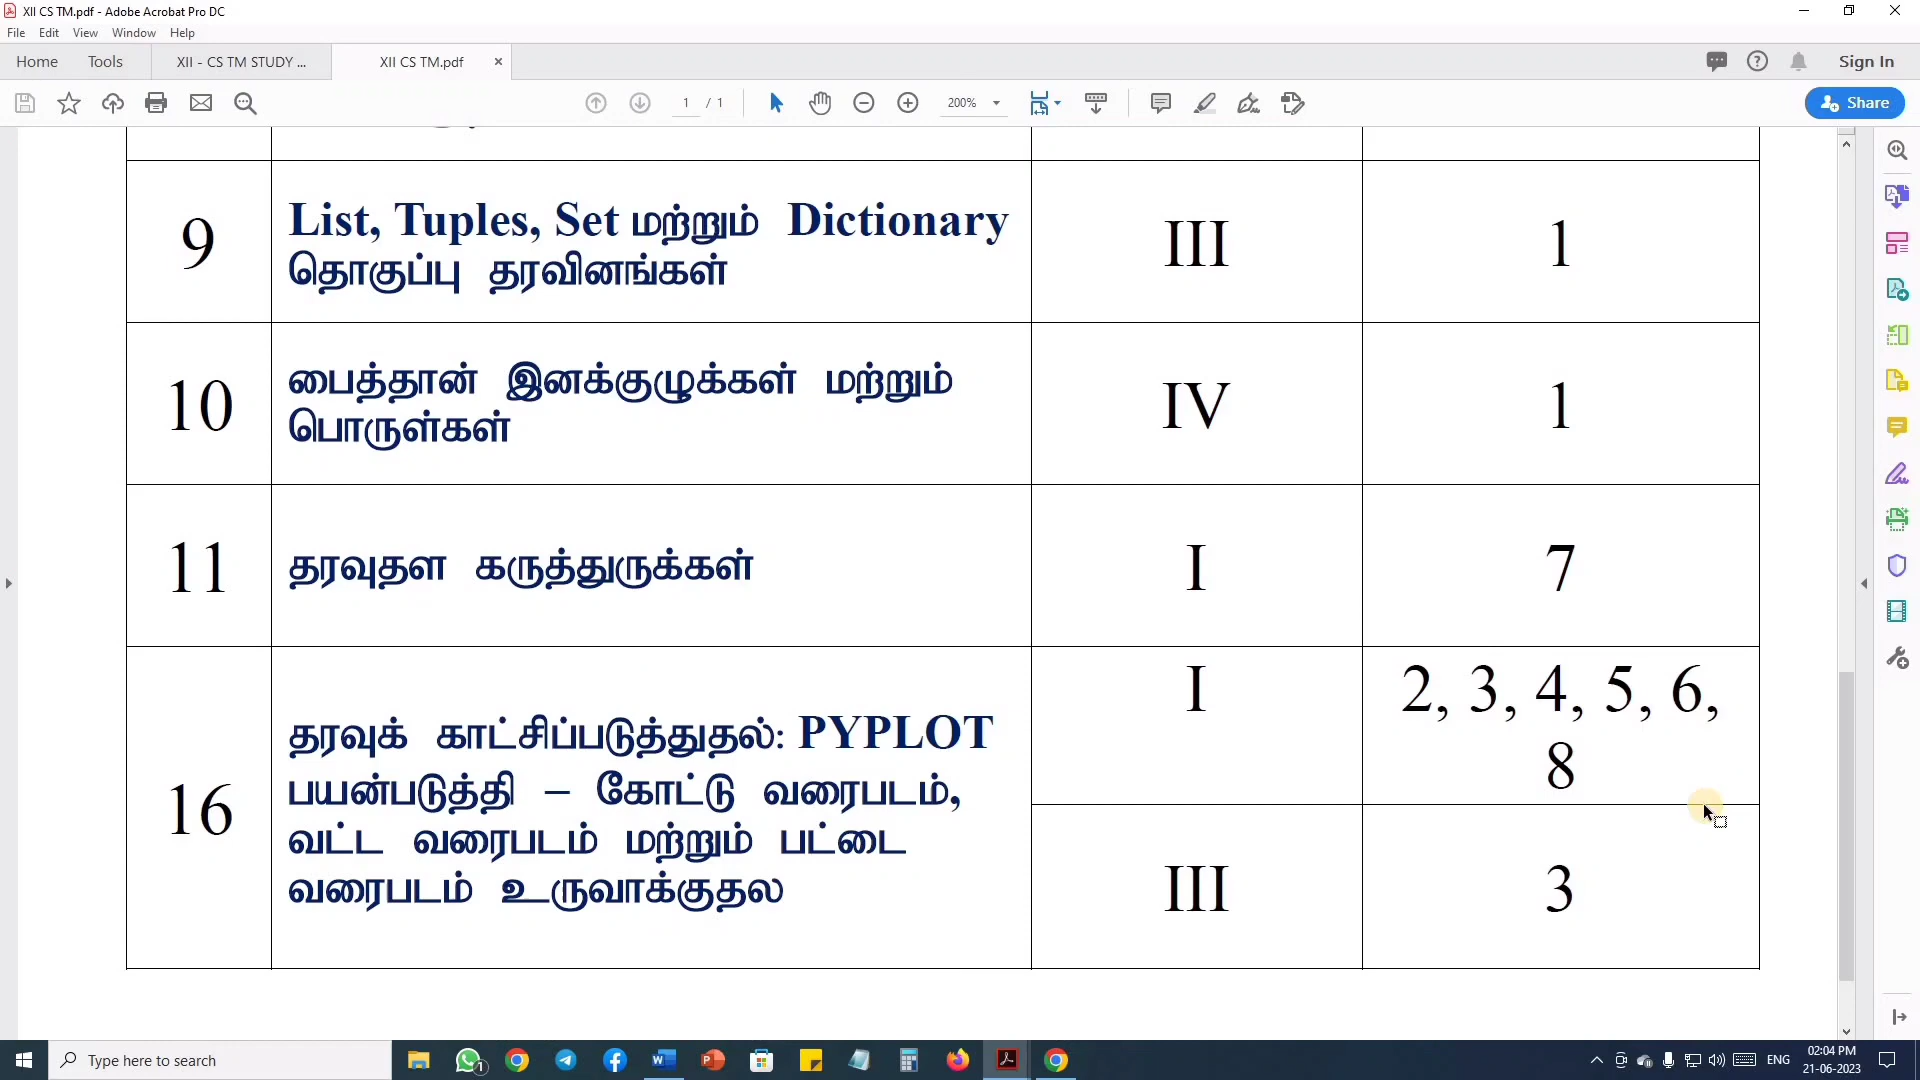 XII CS TM.pdf - Adobe Acrobat Pro DC
File Edit View Window Help
Home Tools XII - CS TM STUDY ... XII CS TM.pdf × Sign In
1 / 1 200% Share
9 List, Tuples, Set மற்றும் Dictionary III 1
தொகுப்பு தரவினங்கள்
10 பைத்தான் இனக்குழுக்கள் மற்றும் IV 1
பொருள்கள்
11 தரவுதள கருத்துருக்கள் I 7
I 2, 3, 4, 5, 6,
8
16 தரவுக் காட்சிப்படுத்துதல்: PYPLOT
பயன்படுத்தி – கோட்டு வரைபடம்,
வட்ட வரைபடம் மற்றும் பட்டை
வரைபடம் உருவாக்குதல
III 3
Type here to search 1 ENG 02:04 PM
21-06-2023